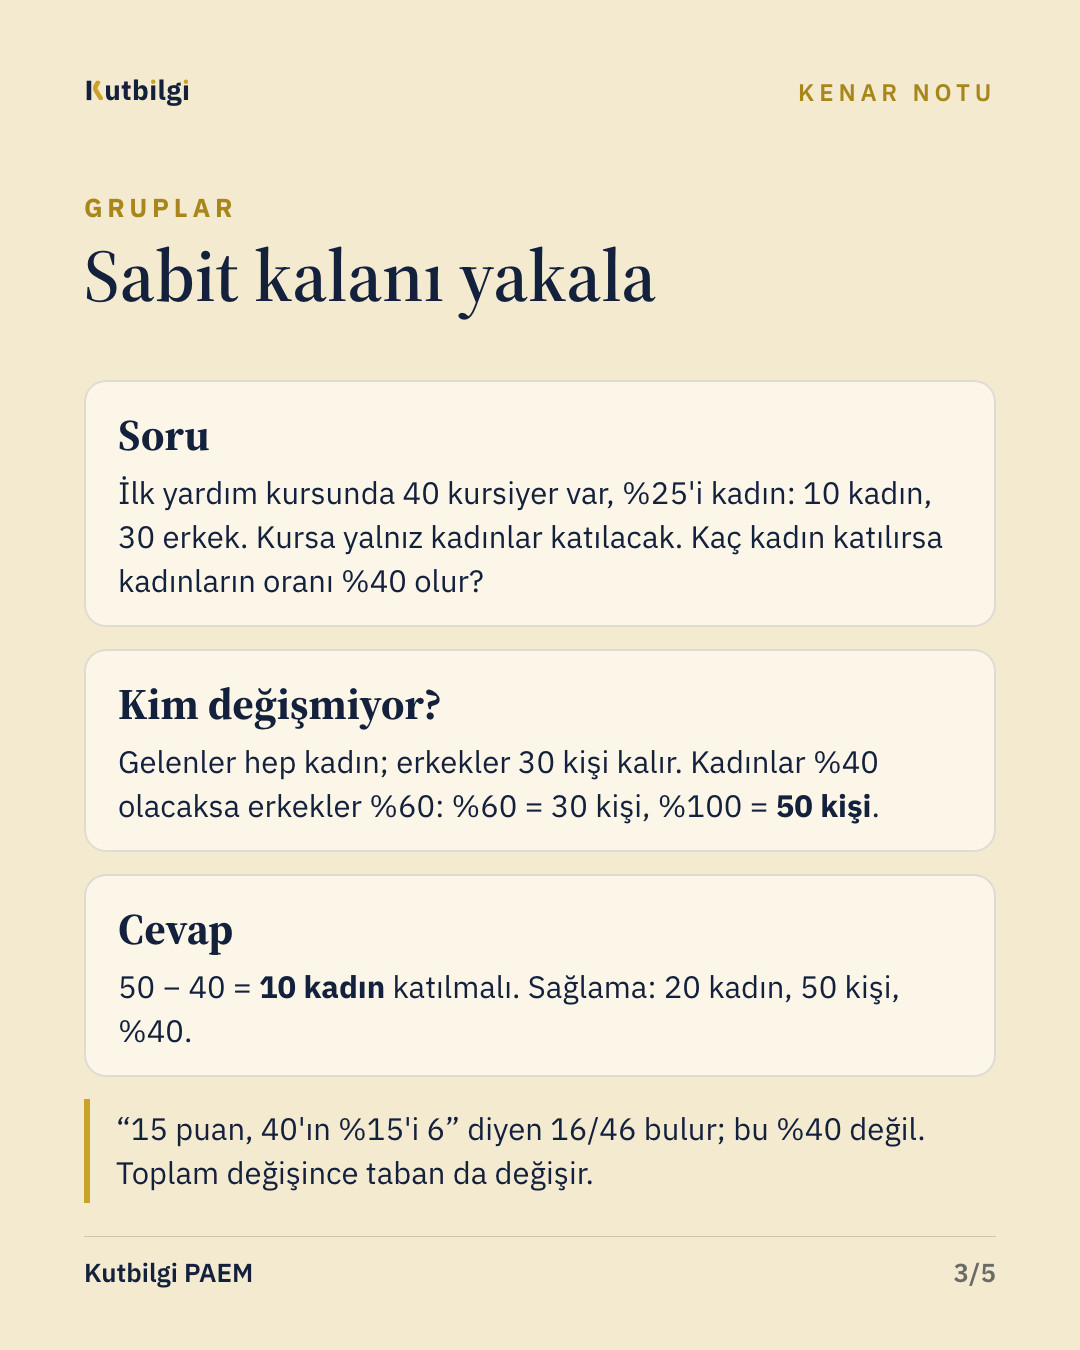 Kutbilgi
KENAR NOTU
GRUPLAR
Sabit kalanı yakala
Soru
İlk yardım kursunda 40 kursiyer var, %25'i kadın: 10 kadın,
30 erkek. Kursa yalnız kadınlar katılacak. Kaç kadın katılırsa
kadınların oranı %40 olur?
Kim değişmiyor?
Gelenler hep kadın; erkekler 30 kişi kalır. Kadınlar %40
olacaksa erkekler %60: %60 = 30 kişi, %100 = 50 kişi.
Cevap
50 − 40 = 10 kadın katılmalı. Sağlama: 20 kadın, 50 kişi,
%40.
“15 puan, 40'ın %15'i 6” diyen 16/46 bulur; bu %40 değil.
Toplam değişince taban da değişir.
Kutbilgi PAEM
3/5